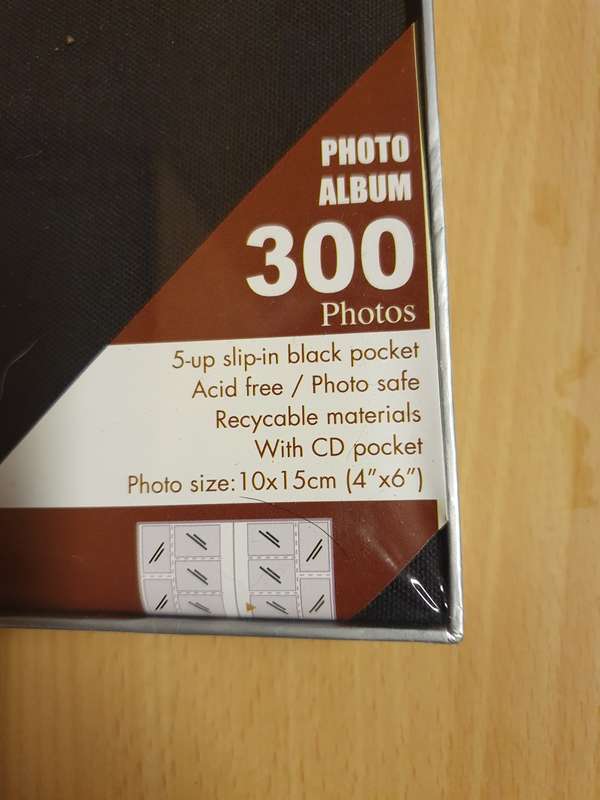 PHOTO
ALBUM
300
Photos
5-up slip-in black pocket
Acid free / Photo safe
Recycable materials
With CD pocket
Photo size:10x15cm (4”x6”)